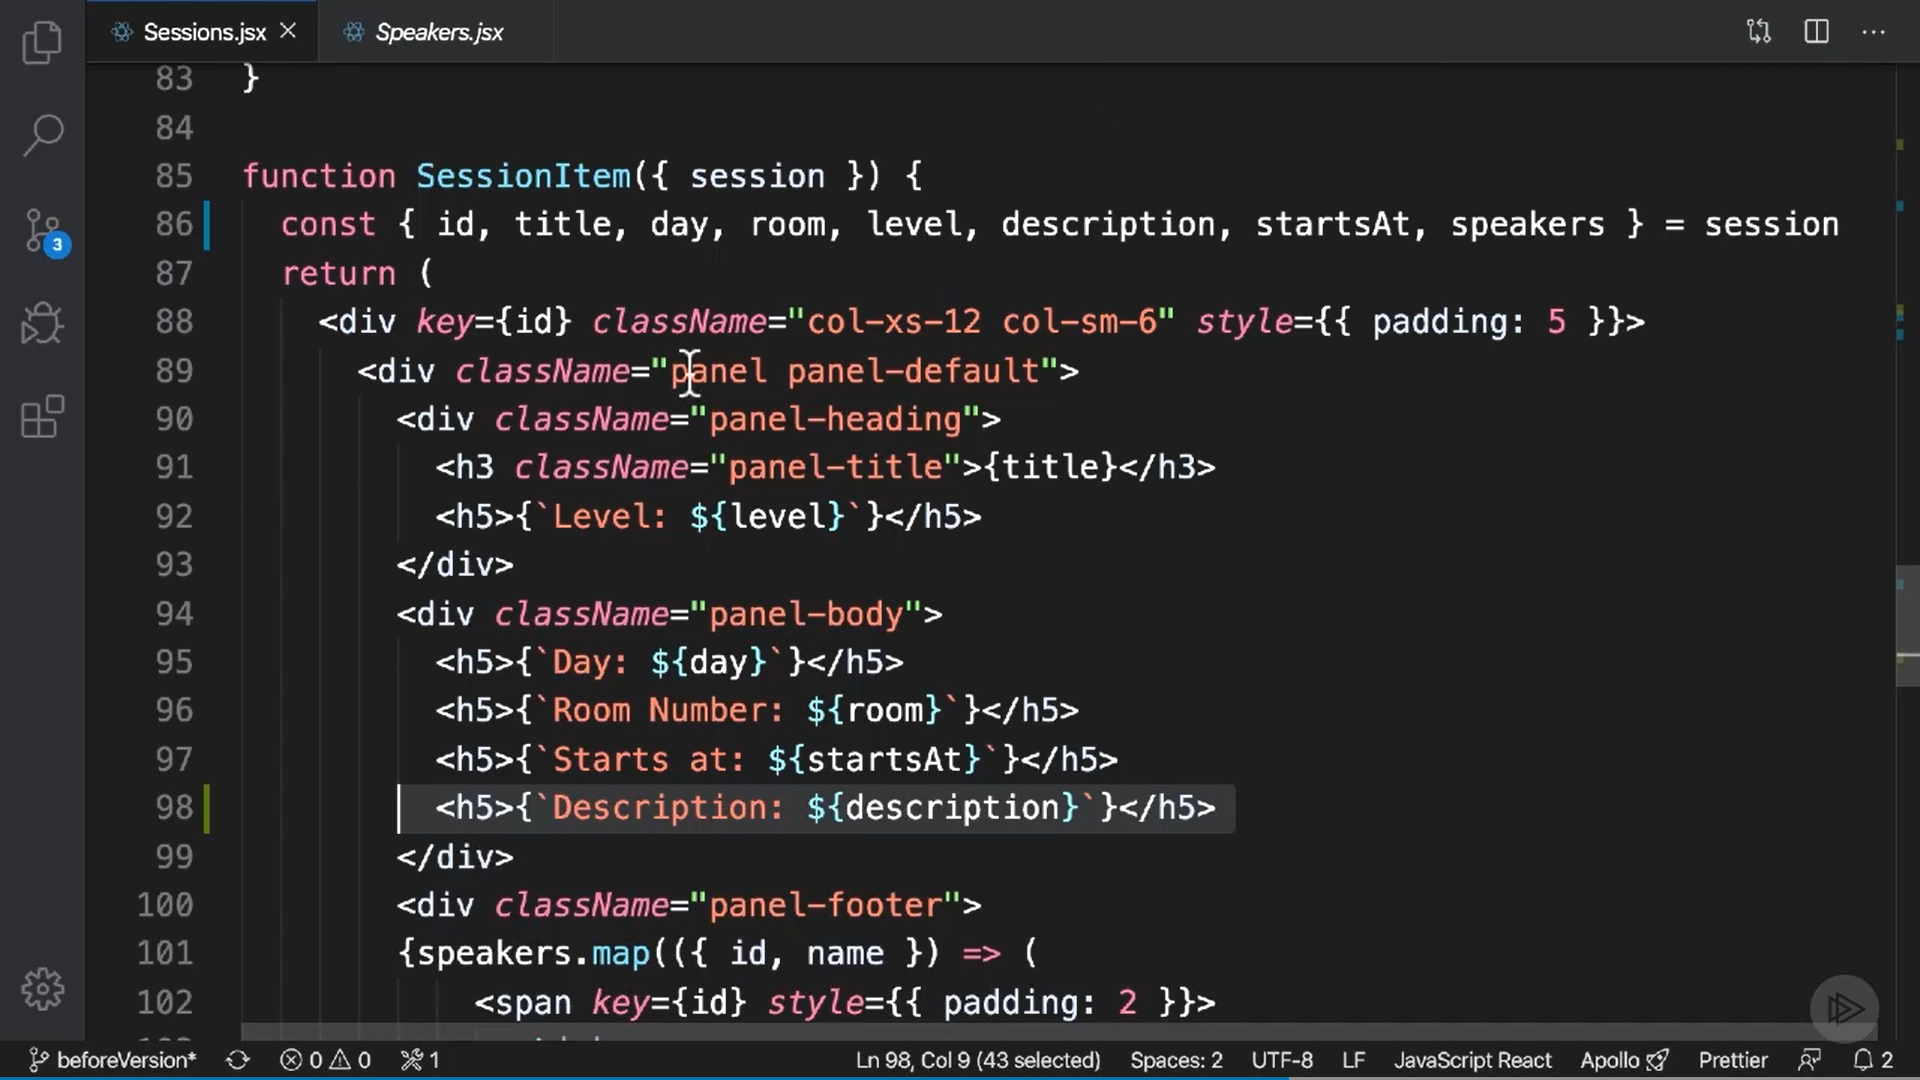 Sessions.jsx Speakers.jsx ...
83 }
84
85 function SessionItem({ session }) {
86 const { id, title, day, room, level, description, startsAt, speakers } = session
87 return (
88 <div key={id} className="col-xs-12 col-sm-6" style={{ padding: 5 }}>
89 <div className="panel panel-default">
90 <div className="panel-heading">
91 <h3 className="panel-title">{title}</h3>
92 <h5>{`Level: ${level}`}</h5>
93 </div>
94 <div className="panel-body">
95 <h5>{`Day: ${day}`}</h5>
96 <h5>{`Room Number: ${room}`}</h5>
97 <h5>{`Starts at: ${startsAt}`}</h5>
98 <h5>{`Description: ${description}`}</h5>
99 </div>
100 <div className="panel-footer">
101 {speakers.map(({ id, name }) => (
102 <span key={id} style={{ padding: 2 }}>
3
beforeVersion* 0 0 1 Ln 98, Col 9 (43 selected) Spaces: 2 UTF-8 LF JavaScript React Apollo Prettier 2